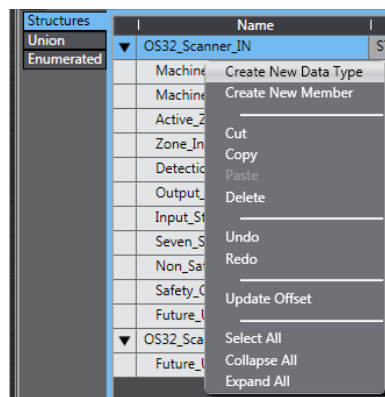 Structures
Union
Enumerated
Name
OS32_Scanner_IN
Machine
Machine
Active_Z
Zone_In
Detectio
Output_
Input_St
Seven_S
Non_Saf
Safety_C
Future_U
OS32_Sca
Future_U
Create New Data Type
Create New Member
Cut
Copy
Paste
Delete
Undo
Redo
Update Offset
Select All
Collapse All
Expand All